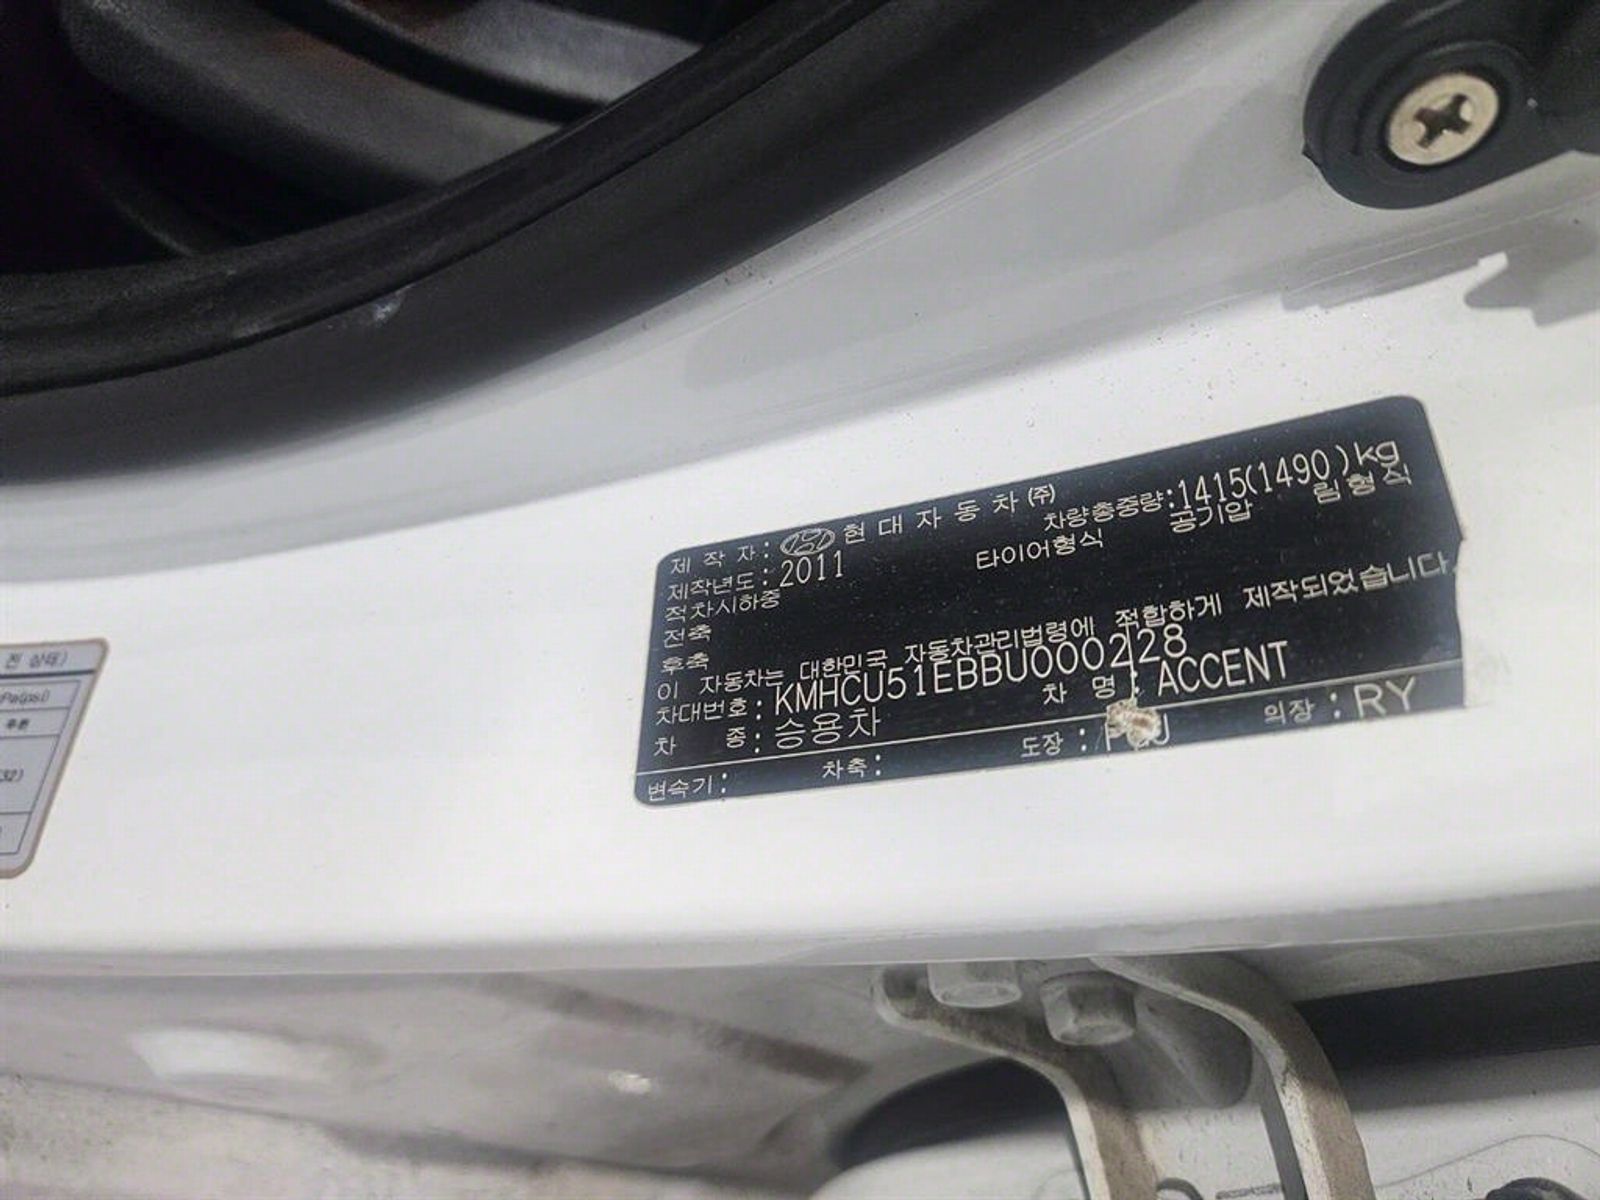 제 작 자 : 현 대 자 동 차 (주)
제작년도 : 2011 차량총중량 : 1415(1490)kg
적차시하중 타이어형식 공기압 림형식
전축
후축
이 자동차는 대한민국 자동차관리법령에 적합하게 제작되었습니다.
차대번호 : KMHCU51EBBU000228
차 종 : 승용차 차 명 : ACCENT
변속기 : 차축 : 도장 : 의장 : RY
전 상태)
32)